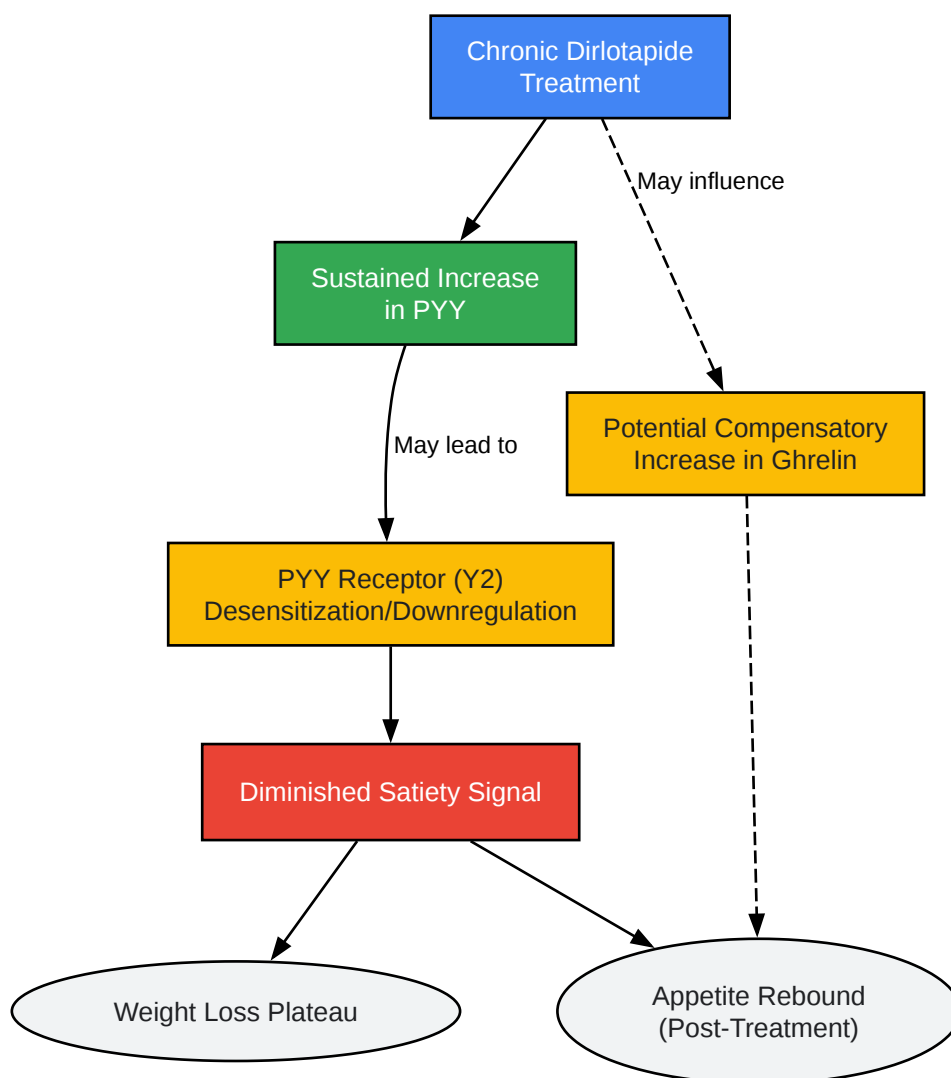 Chronic Dirlotapide
Treatment
May influence
Sustained Increase
in PYY
Potential Compensatory
Increase in Ghrelin
May lead to
PYY Receptor (Y2)
Desensitization/Downregulation
Diminished Satiety Signal
Weight Loss Plateau
Appetite Rebound
(Post-Treatment)